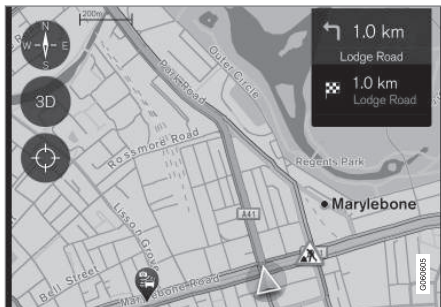 200m
N
W
E
S
3D
1.0 km
Lodge Road
1.0 km
Lodge Road
Outer Circle
Park Road
Rossmore Road
Regents Park
Lisson Grove
A41
Marylebone
Bell Street
Marylebone Road
G060605